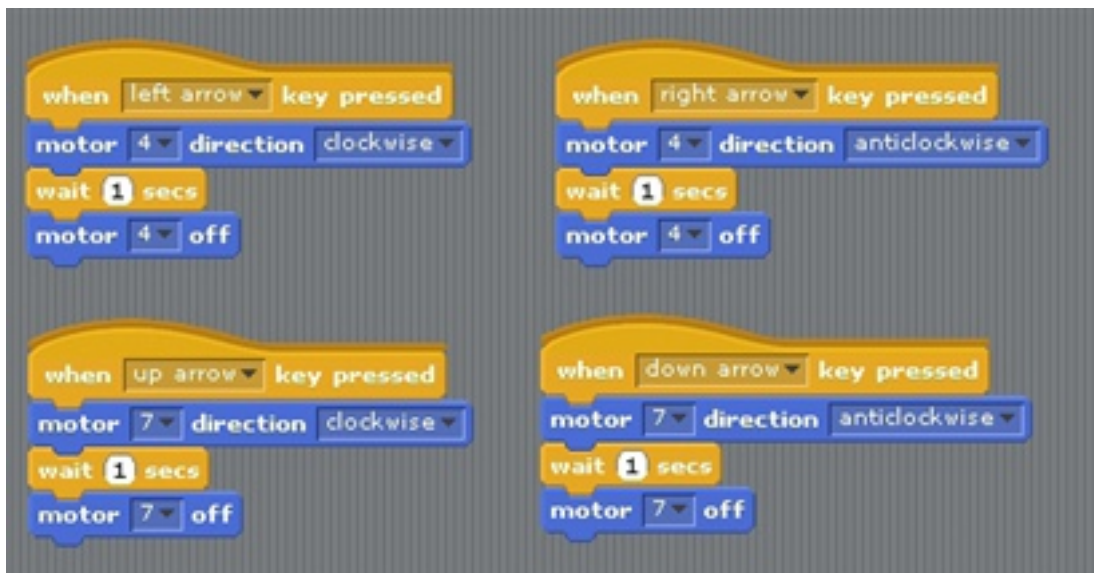 when left arrow key pressed
motor 4 direction clockwise
wait 1 secs
motor 4 off
when right arrow key pressed
motor 4 direction anticlockwise
wait 1 secs
motor 4 off
when up arrow key pressed
motor 7 direction clockwise
wait 1 secs
motor 7 off
when down arrow key pressed
motor 7 direction anticlockwise
wait 1 secs
motor 7 off